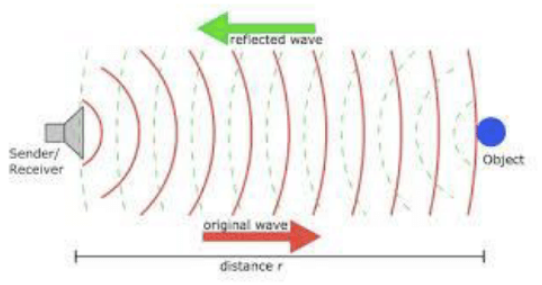 reflected wave
Sender/
Receiver
Object
original wave
distance r